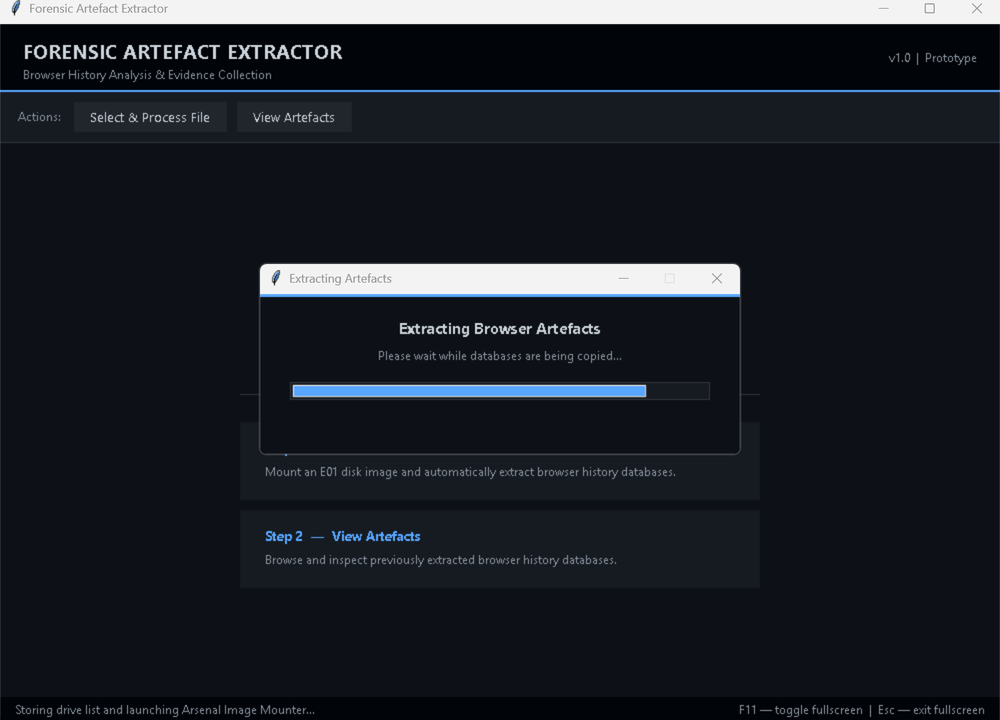 Forensic Artefact Extractor
FORENSIC ARTEFACT EXTRACTOR
Browser History Analysis & Evidence Collection
v1.0 | Prototype
Actions:
Select & Process File
View Artefacts
Extracting Artefacts
Extracting Browser Artefacts
Please wait while databases are being copied...
Mount an E01 disk image and automatically extract browser history databases.
Step 2 — View Artefacts
Browse and inspect previously extracted browser history databases.
Storing drive list and launching Arsenal Image Mounter...
F11 — toggle fullscreen | Esc — exit fullscreen